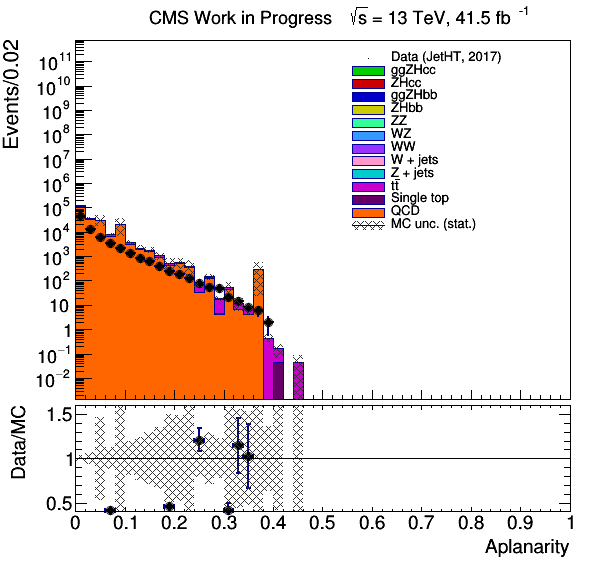 CMS Work in Progress √s = 13 TeV, 41.5 fb⁻¹
Events/0.02
10¹¹
10¹⁰
10⁹
10⁸
10⁷
10⁶
10⁵
10⁴
10³
10²
10
1
10⁻¹
10⁻²
Data (JetHT, 2017)
ggZHcc
ZHcc
ggZHbb
ZHbb
ZZ
WZ
WW
W + jets
Z + jets
tt̄
Single top
QCD
MC unc. (stat.)
Data/MC
1.5
1
0.5
0 0.1 0.2 0.3 0.4 0.5 0.6 0.7 0.8 0.9 1
Aplanarity